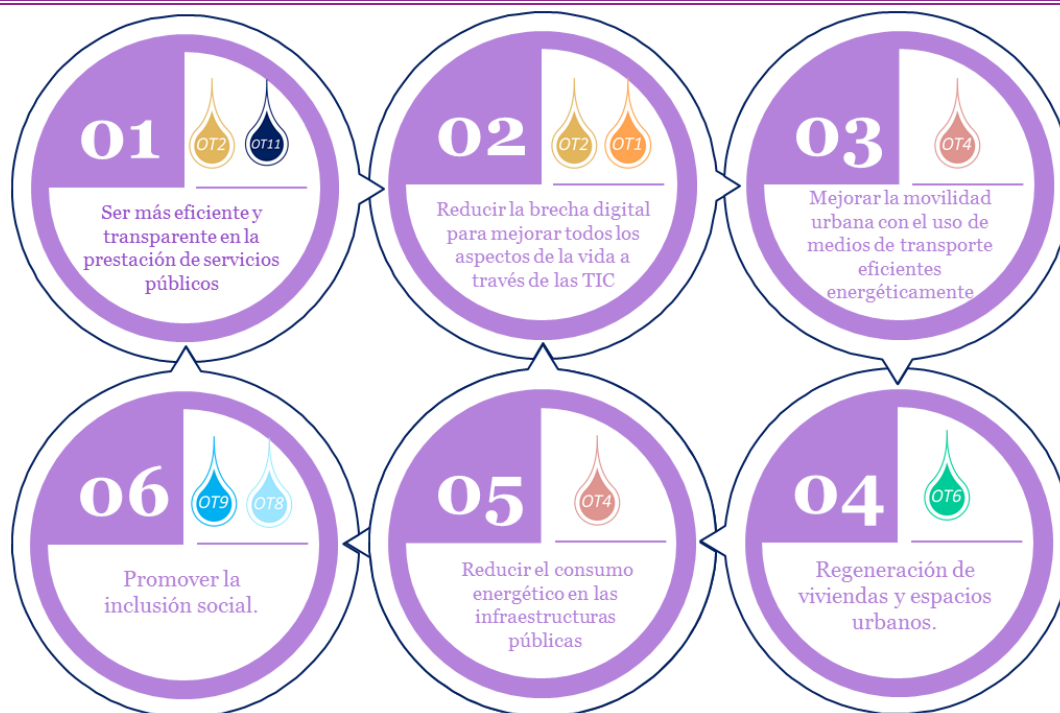 01
OT2
OT11
Ser más eficiente y
transparente en la
prestación de servicios
públicos
02
OT2
OT1
Reducir la brecha digital
para mejorar todos los
aspectos de la vida a
través de las TIC
03
OT4
Mejorar la movilidad
urbana con el uso de
medios de transporte
eficientes
energéticamente
04
OT6
Regeneración de
viviendas y espacios
urbanos.
05
OT4
Reducir el consumo
energético en las
infraestructuras
públicas
06
OT9
OT8
Promover la
inclusión social.